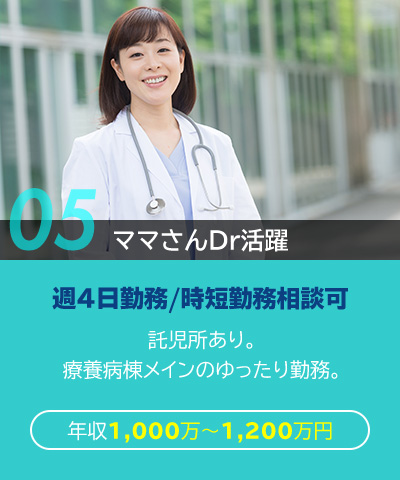 05
ママさんDr活躍
週4日勤務/時短勤務相談可
託児所あり。
療養病棟メインのゆったり勤務。
年収1,000万～1,200万円